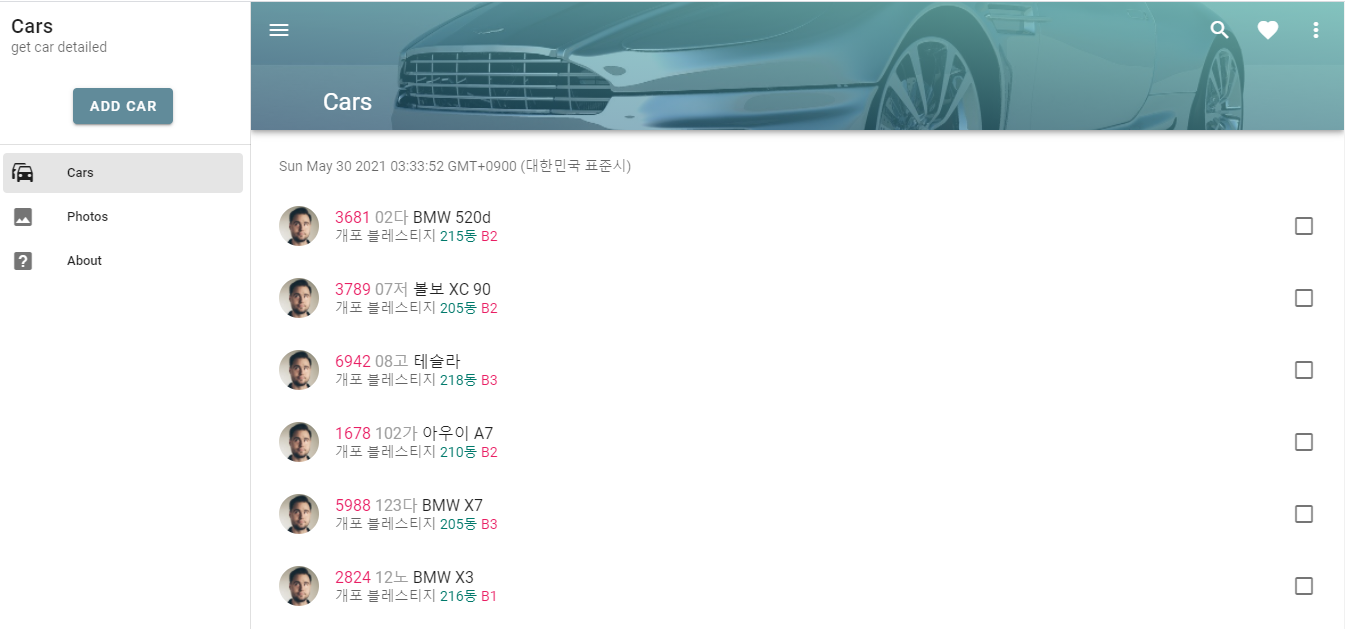 Cars
get car detailed
ADD CAR
Cars
Photos
About
Cars
Sun May 30 2021 03:33:52 GMT+0900 (대한민국 표준시)
3681 02다 BMW 520d
개포 블레스티지 215동 B2
3789 07저 볼보 XC 90
개포 블레스티지 205동 B2
6942 08고 테슬라
개포 블레스티지 218동 B3
1678 102가 아우이 A7
개포 블레스티지 210동 B2
5988 123다 BMW X7
개포 블레스티지 205동 B3
2824 12노 BMW X3
개포 블레스티지 216동 B1